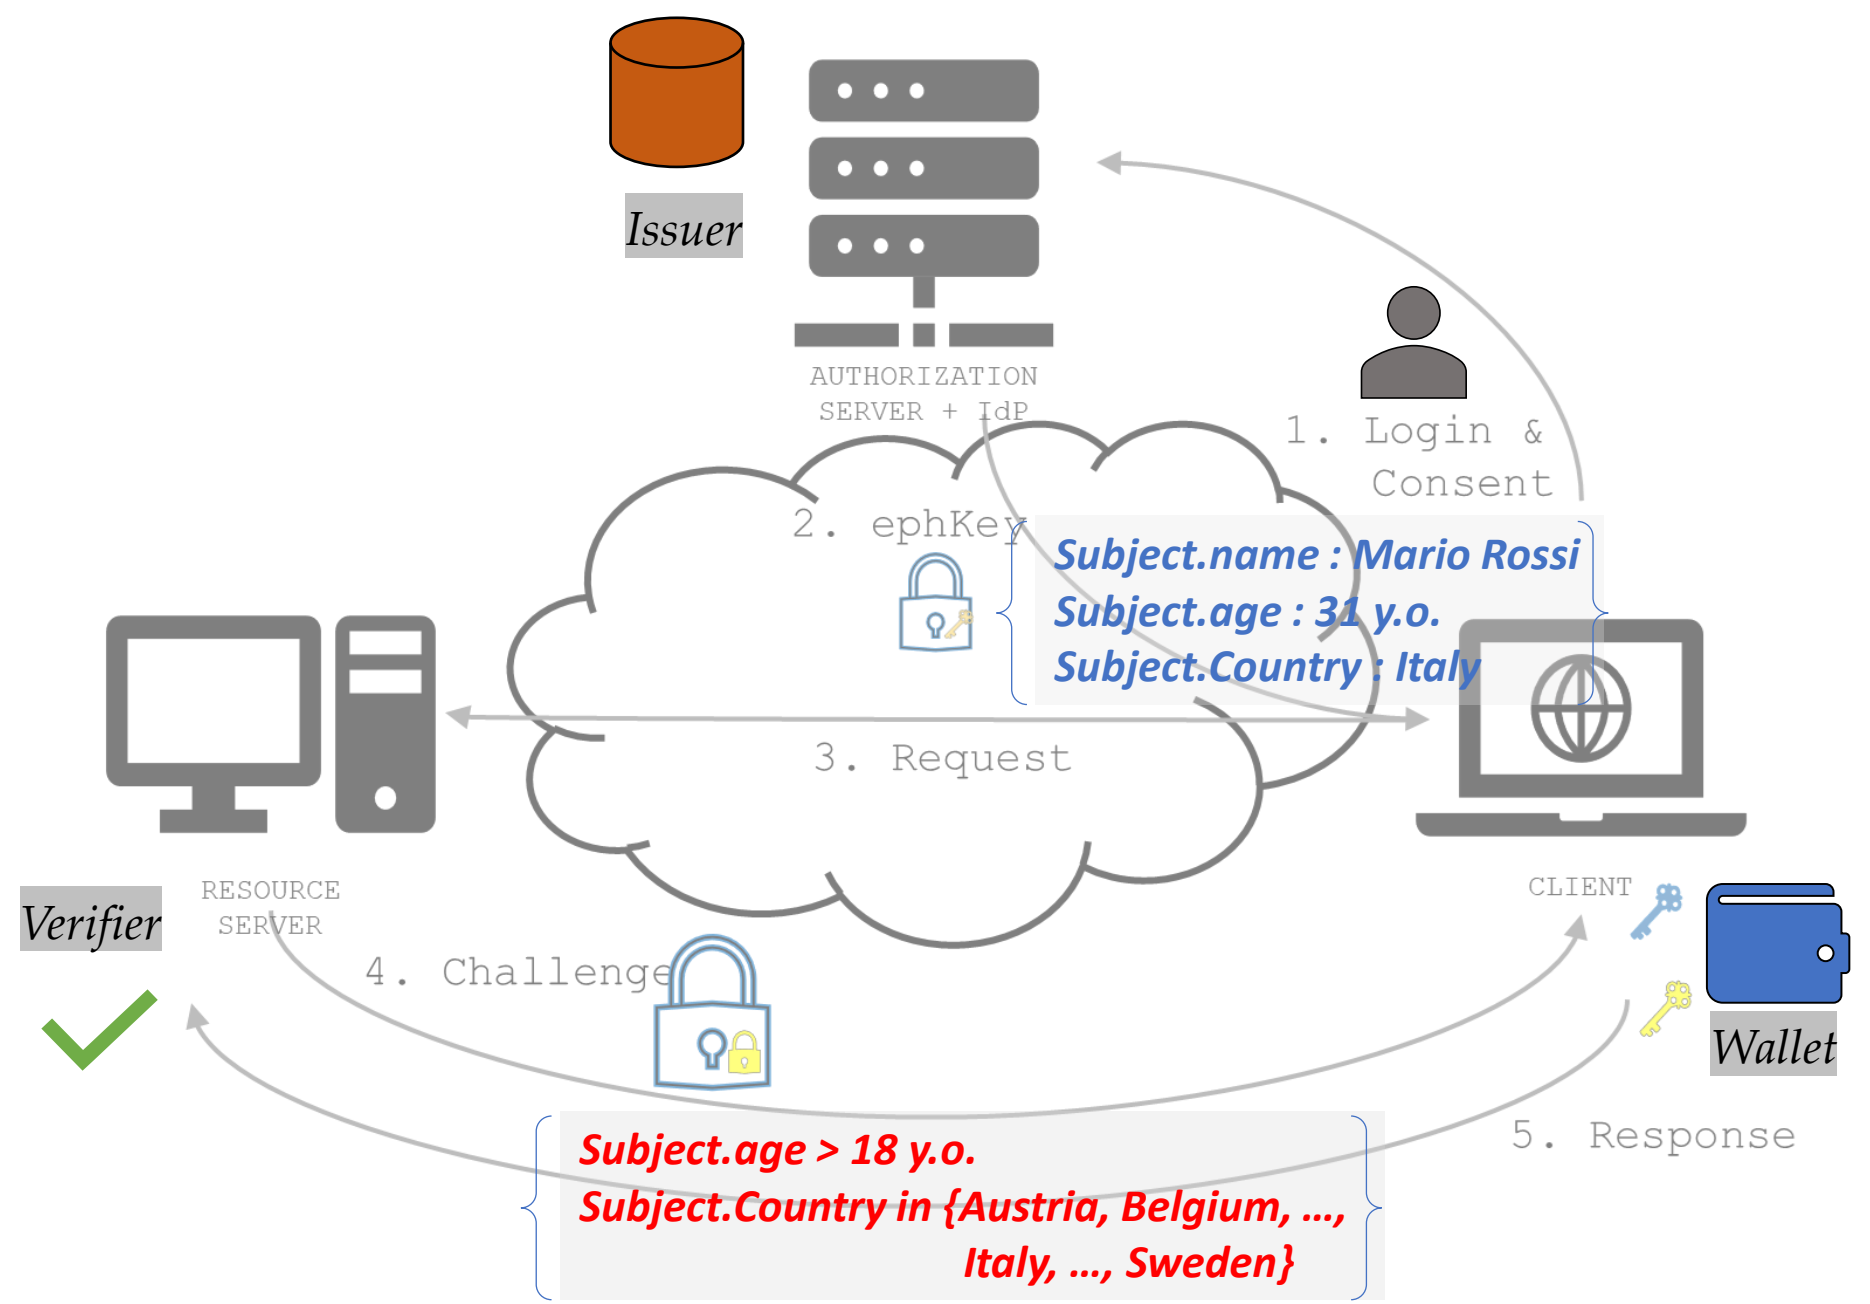 Issuer
AUTHORIZATION
SERVER + IdP
1. Login &
Consent
2. ephKey
Subject.name : Mario Rossi
Subject.age : 31 y.o.
Subject.Country : Italy
3. Request
RESOURCE
SERVER
Verifier
CLIENT
Wallet
4. Challenge
5. Response
Subject.age > 18 y.o.
Subject.Country in {Austria, Belgium, …,
Italy, …, Sweden}